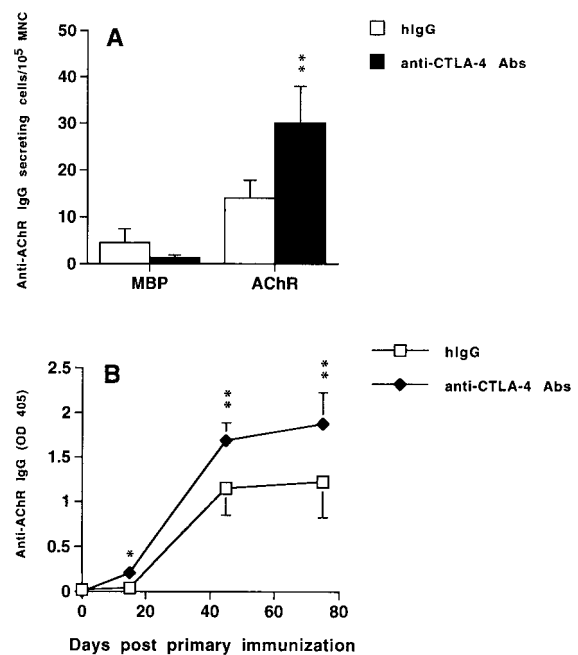 A
hIgG
anti-CTLA-4 Abs
Anti-AChR IgG secreting cells/10⁵ MNC
50
40
30
20
10
0
**
MBP
AChR
B
hIgG
anti-CTLA-4 Abs
Anti-AChR IgG (OD 405)
2.5
2
1.5
1
0.5
0
*
**
**
0
20
40
60
80
Days post primary immunization